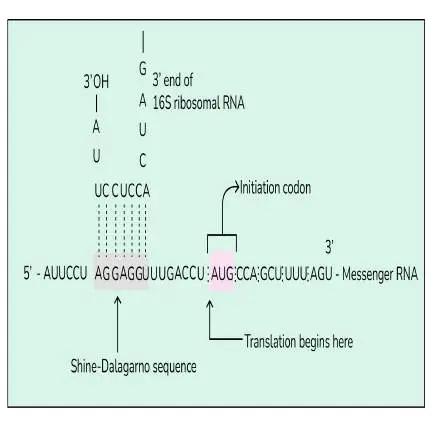 G
3'OH
3' end of
A
16S ribosomal RNA
A
U
U
C
UCCUCCA
Initiation codon
3'
5' - AUUCCU AGGAGGUUUGACCU AUG CCA GCU UUU AGU - Messenger RNA
Translation begins here
Shine-Dalagarno sequence